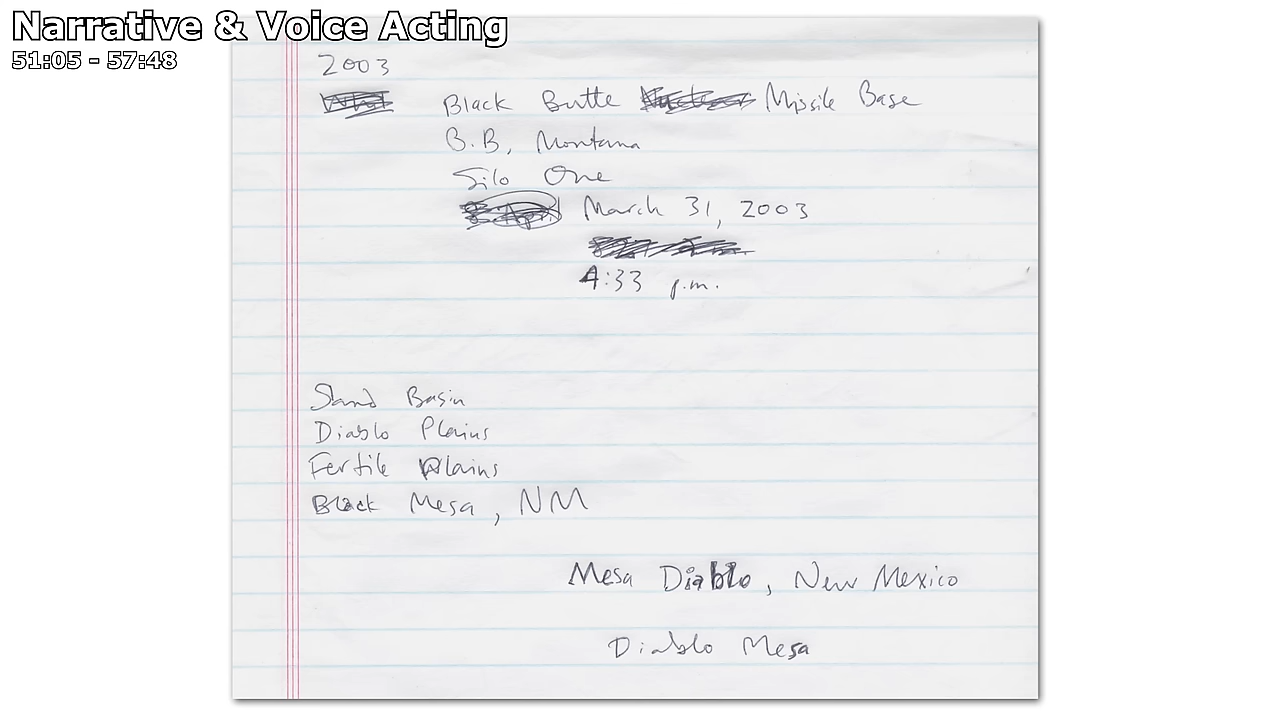 Narrative & Voice Acting
51:05 - 57:48
2003
Black Butte Missile Base
B.B, Montana
Silo One
March 31, 2003
4:33 p.m.
Basin
Diablo Plains
Fertile Plains
Black Mesa, NM
Mesa Diablo, New Mexico
Diablo Mesa